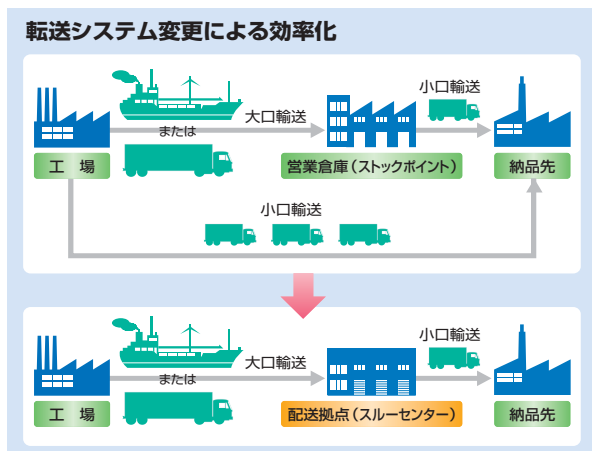 転送システム変更による効率化
小口輸送
大口輸送
または
工 場
営業倉庫（ストックポイント）
納品先
小口輸送
小口輸送
大口輸送
または
工 場
配送拠点（スルーセンター）
納品先